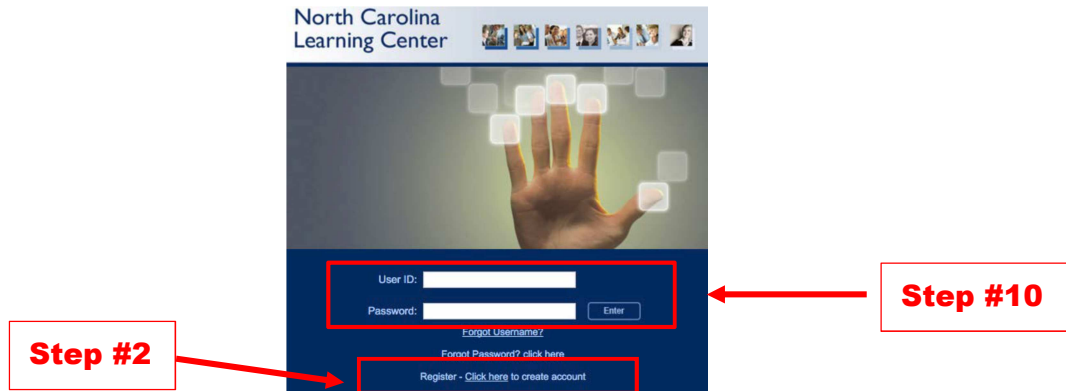 North Carolina
Learning Center
User ID:
Step #10
Password:
Enter
Forgot Username?
Step #2
Forgot Password? click here
Register - Click here to create account